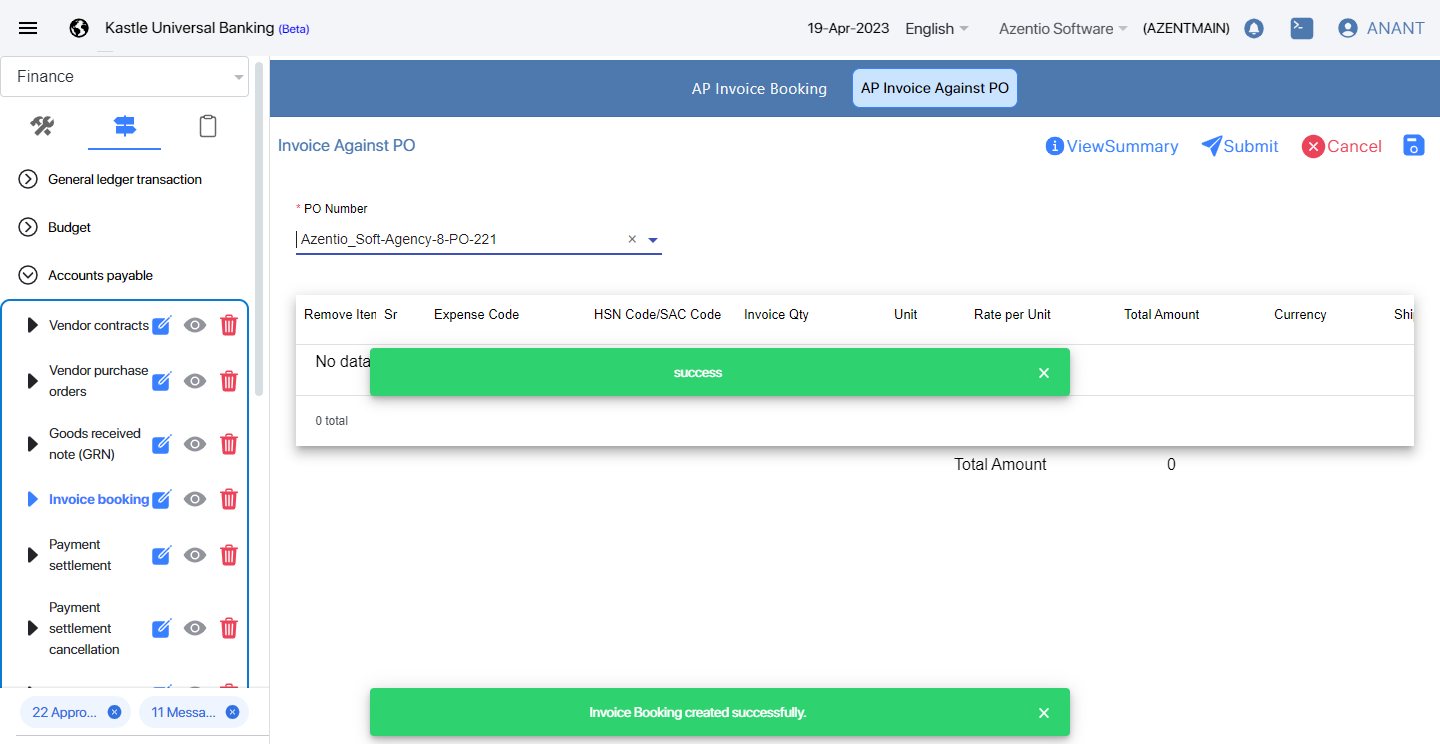 Kastle Universal Banking (Beta)
19-Apr-2023
English
Azentio Software
(AZENTMAIN)
ANANT
Finance
AP Invoice Booking
AP Invoice Against PO
General ledger transaction
Budget
Accounts payable
Vendor contracts
Vendor purchase
orders
Goods received
note (GRN)
Invoice booking
Payment
settlement
Payment
settlement
cancellation
22 Appro...
11 Messa...
Invoice Against PO
ViewSummary
Submit
Cancel
* PO Number
Azentio_Soft-Agency-8-PO-221
Remove Iten Sr Expense Code HSN Code/SAC Code Invoice Qty Unit Rate per Unit Total Amount Currency Shi
No data
success
0 total
Total Amount 0
Invoice Booking created successfully.